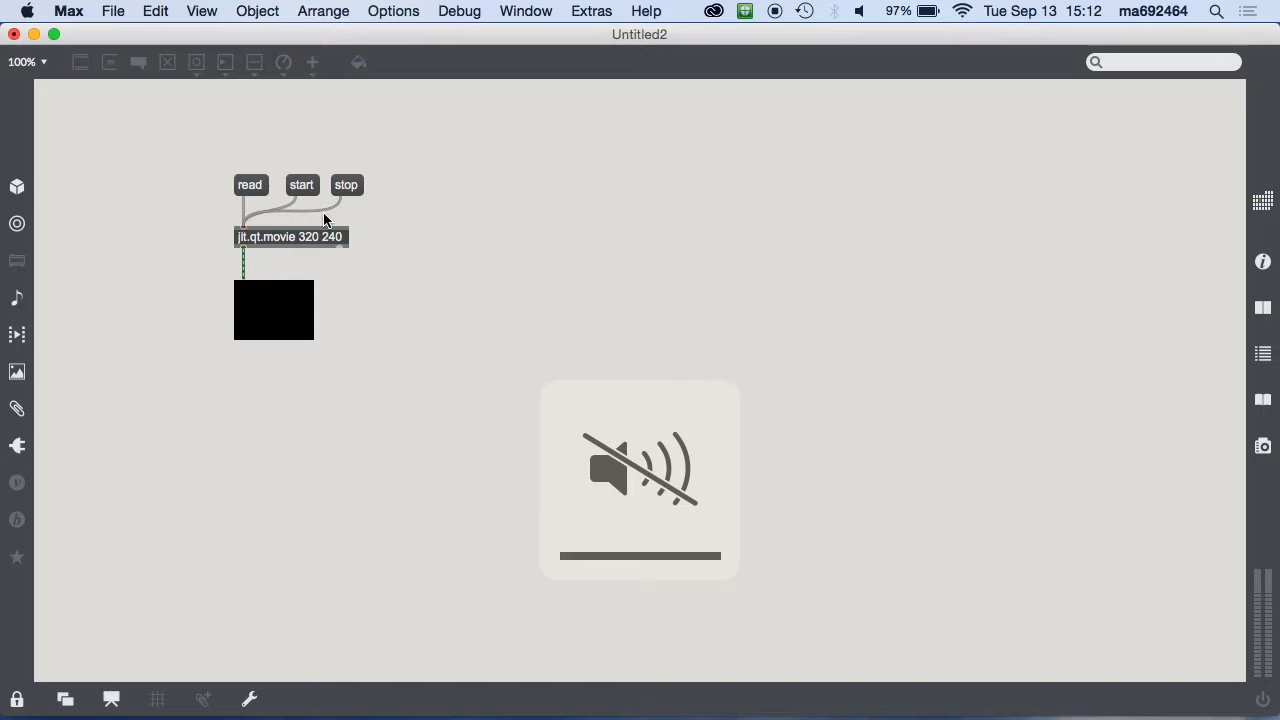 Max File Edit View Object Arrange Options Debug Window Extras Help 97% Tue Sep 13 15:12 ma692464
Untitled2
100%
read start stop
jit.qt.movie 320 240